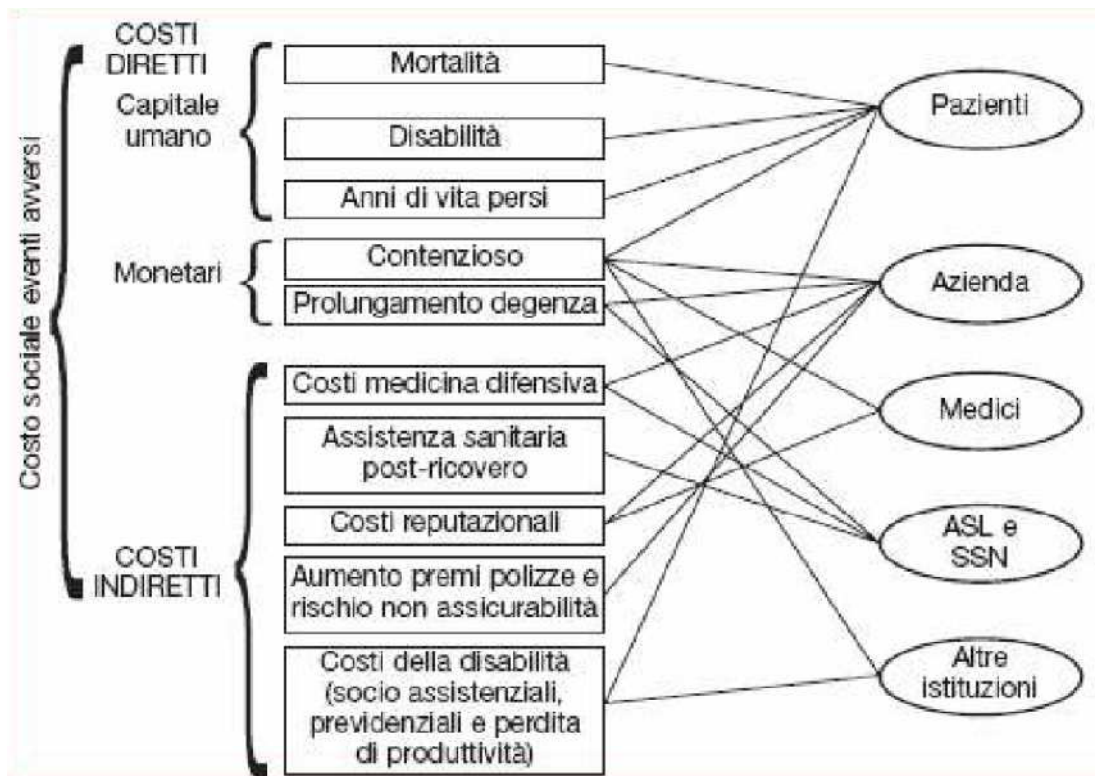 Costo sociale eventi avversi
COSTI
DIRETTI
Capitale
umano
Mortalità
Disabilità
Anni di vita persi
Monetari
Contenzioso
Prolungamento degenza
COSTI
INDIRETTI
Costi medicina difensiva
Assistenza sanitaria
post-ricovero
Costi reputazionali
Aumento premi polizze e
rischio non assicurabilità
Costi della disabilità
(socio assistenziali,
previdenziali e perdita
di produttività)
Pazienti
Azienda
Medici
ASL e
SSN
Altre
istituzioni